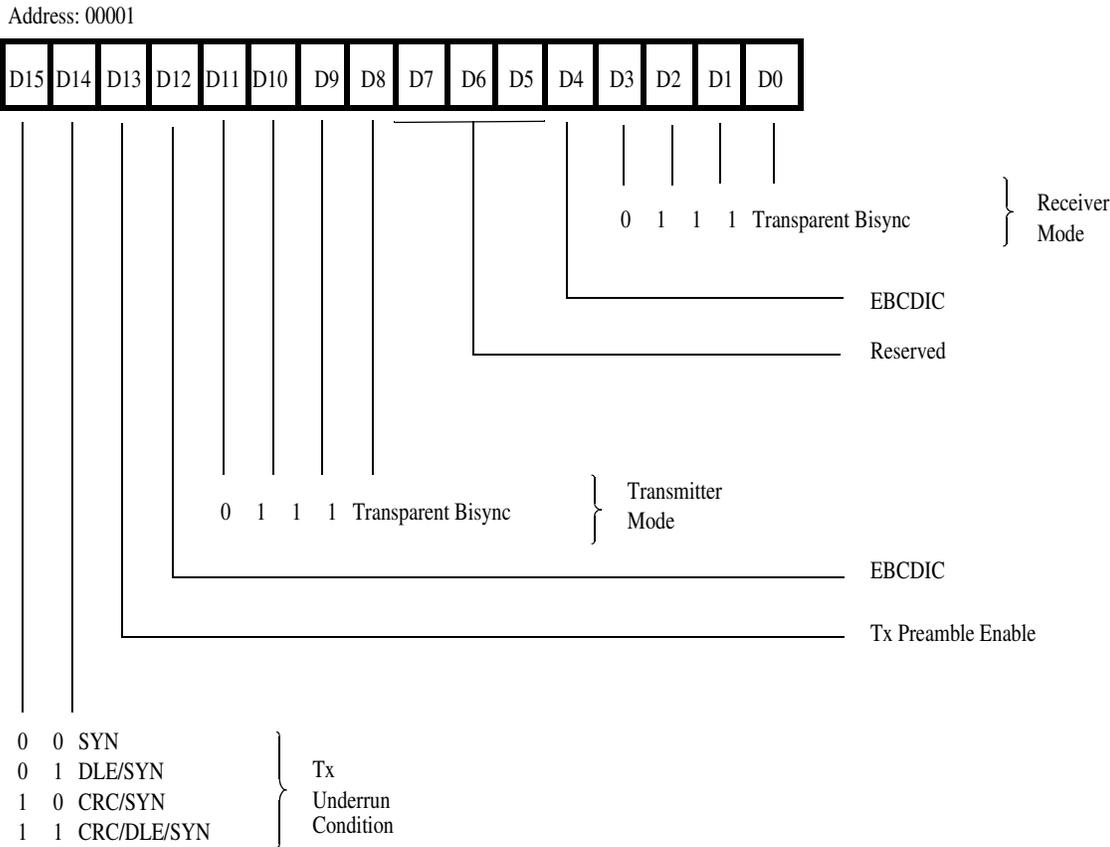 Address: 00001
D15 D14 D13 D12 D11 D10 D9 D8 D7 D6 D5 D4 D3 D2 D1 D0
0 1 1 1 Transparent Bisync
Receiver
Mode
EBCDIC
Reserved
0 1 1 1 Transparent Bisync
Transmitter
Mode
EBCDIC
Tx Preamble Enable
0 0 SYN
0 1 DLE/SYN
1 0 CRC/SYN
1 1 CRC/DLE/SYN
Tx
Underrun
Condition